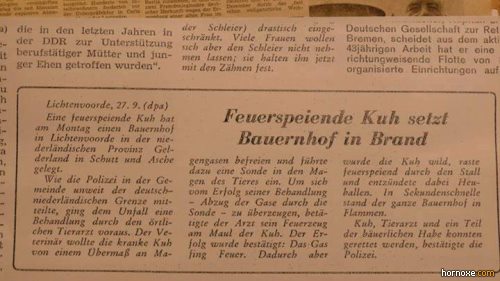 die in den letzten Jahren in
der DDR zur Unterstützung
berufstätiger Mütter und jun-
ger Ehen getroffen wurden".
der Schleier) drastisch einge-
schränkt. Viele Frauen wollen
sich aber den Schleier nicht neh-
men lassen; sie halten ihn jetzt
mit den Zähnen fest.
Deutschen Gesellschaft zur Ret
Bremen, scheidet aus dem akti
43jährigen Arbeit hat er eine
richtungweisende Flotte von
organisierte Einrichtungen auf
Lichtenvoorde, 27. 9. (dpa)
Eine feuerspeiende Kuh hat
am Montag einen Bauernhof
in Lichtenvoorde in der nie-
derländischen Provinz Gel-
derland in Schutt und Asche
gelegt.
Wie die Polizei in der Ge-
meinde unweit der deutsch-
niederländischen Grenze mit-
teilte, ging dem Unfall eine
Behandlung durch den örtli-
chen Tierarzt voraus. Der Ve-
terinär wollte die kranke Kuh
von einem Übermaß an Ma-
Feuerspeiende Kuh setzt
Bauernhof in Brand
gengasen befreien und führte
dazu eine Sonde in den Ma-
gen des Tieres ein. Um sich
vom Erfolg seiner Behandlung
– Abzug der Gase durch die
Sonde – zu überzeugen, betä-
tigte der Arzt sein Feuerzeug
am Maul der Kuh. Der Er-
folg wurde bestätigt: Das Gas
fing Feuer. Dadurch aber
wurde die Kuh wild, raste
feuerspeiend durch den Stall
und entzündete dabei Heu-
ballen. In Sekundenschnelle
stand der ganze Bauernhof in
Flammen.
Kuh, Tierarzt und ein Teil
der bäuerlichen Habe konnten
gerettet werden, bestätigte die
Polizei.
hornoxe.com